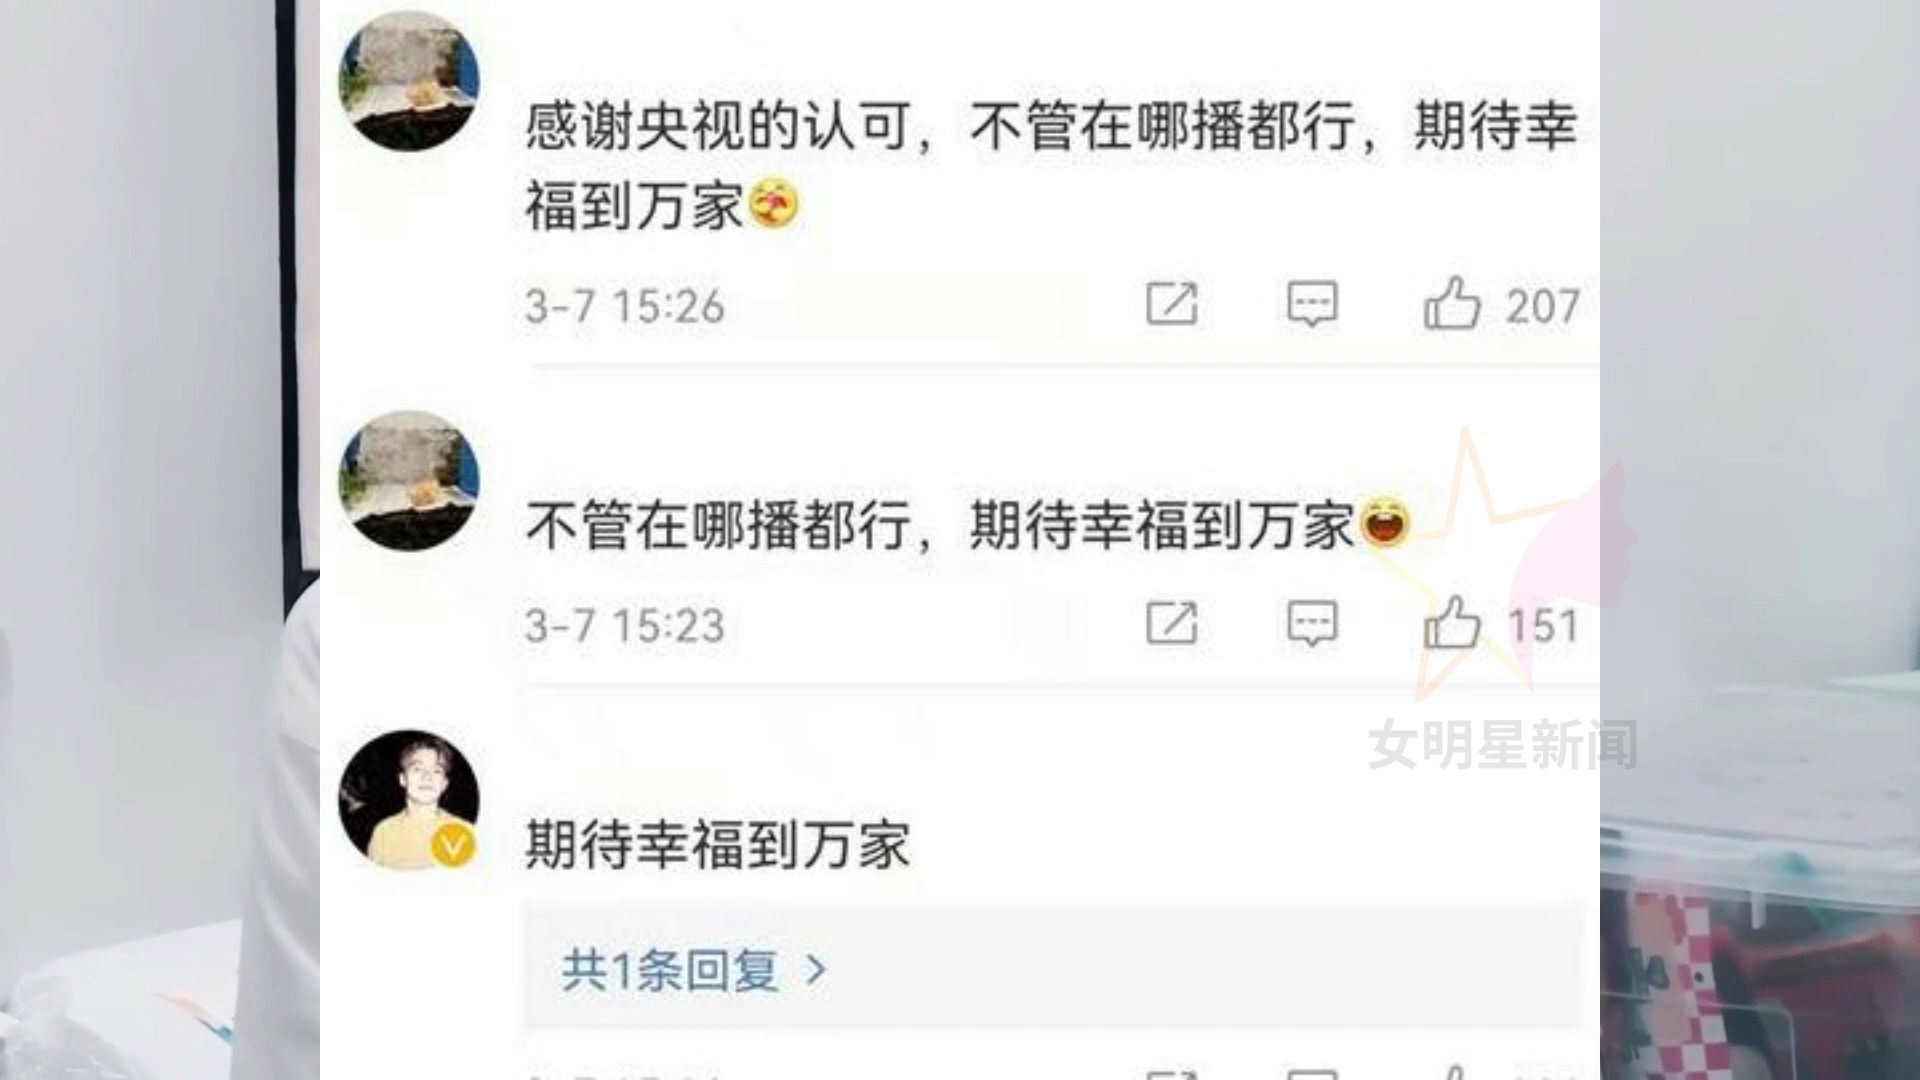 感谢央视的认可，不管在哪播都行，期待幸
福到万家
3-7 15:26
207
不管在哪播都行，期待幸福到万家
3-7 15:23
151
女明星新闻
期待幸福到万家
共1条回复 >